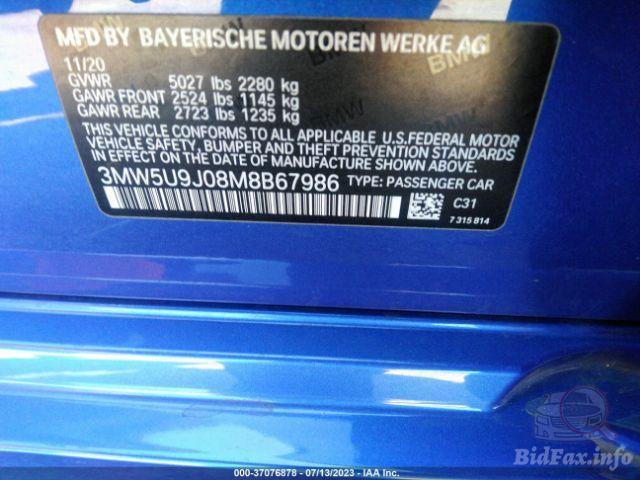 MFD BY BAYERISCHE MOTOREN WERKE AG
11/20
GVWR 5027 lbs 2280 kg
GAWR FRONT 2524 lbs 1145 kg
GAWR REAR 2723 lbs 1235 kg
THIS VEHICLE CONFORMS TO ALL APPLICABLE U.S.FEDERAL MOTOR
VEHICLE SAFETY, BUMPER, AND THEFT PREVENTION STANDARDS
IN EFFECT ON THE DATE OF MANUFACTURE SHOWN ABOVE.
3MW5U9J08M8B67986 TYPE: PASSENGER CAR
C31
7 315 814
BMW
BMW
BMW
BidFax.info
000-37076878 - 07/13/2023 - IAA Inc.